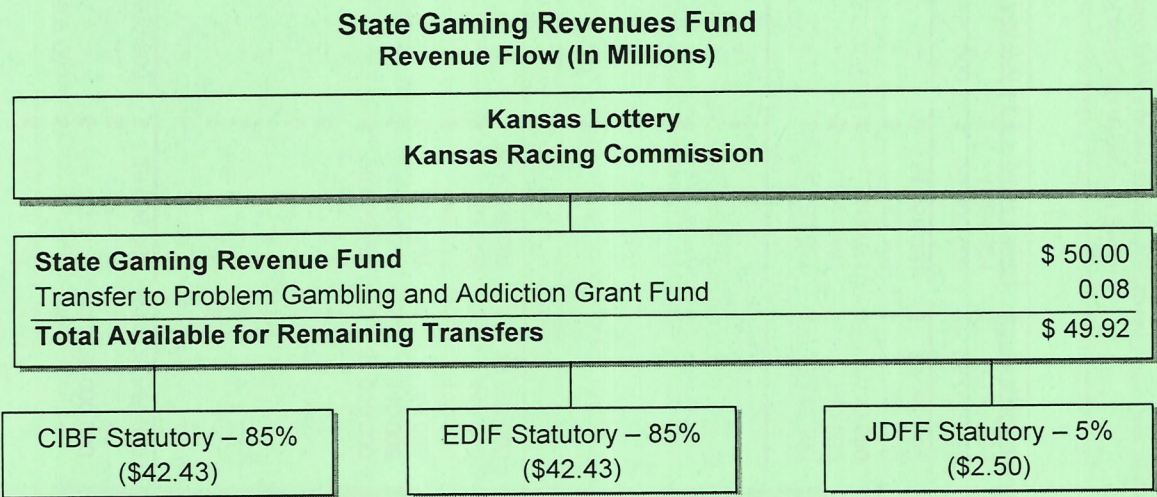 State Gaming Revenues Fund
Revenue Flow (In Millions)
Kansas Lottery
Kansas Racing Commission
State Gaming Revenue Fund $ 50.00
Transfer to Problem Gambling and Addiction Grant Fund 0.08
Total Available for Remaining Transfers $ 49.92
CIBF Statutory – 85%
($42.43)
EDIF Statutory – 85%
($42.43)
JDFF Statutory – 5%
($2.50)